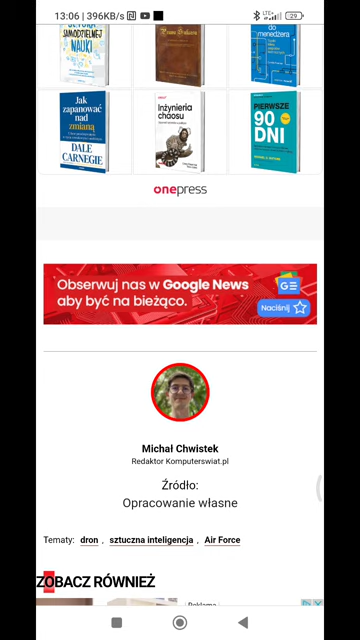 13:06 | 396KB/s
29
SAMODZIELNEJ
NAUKI
do
menedżera
Jak
zapanować
nad
zmianą
DALE
CARNEGIE
Inżynieria
chaosu
PIERWSZE
90
DNI
onepress
Obserwuj nas w Google News
aby być na bieżąco.
Naciśnij
Michał Chwistek
Redaktor Komputerswiat.pl
Źródło:
Opracowanie własne
Tematy: dron , sztuczna inteligencja , Air Force
ZOBACZ RÓWNIEŻ
Reklama